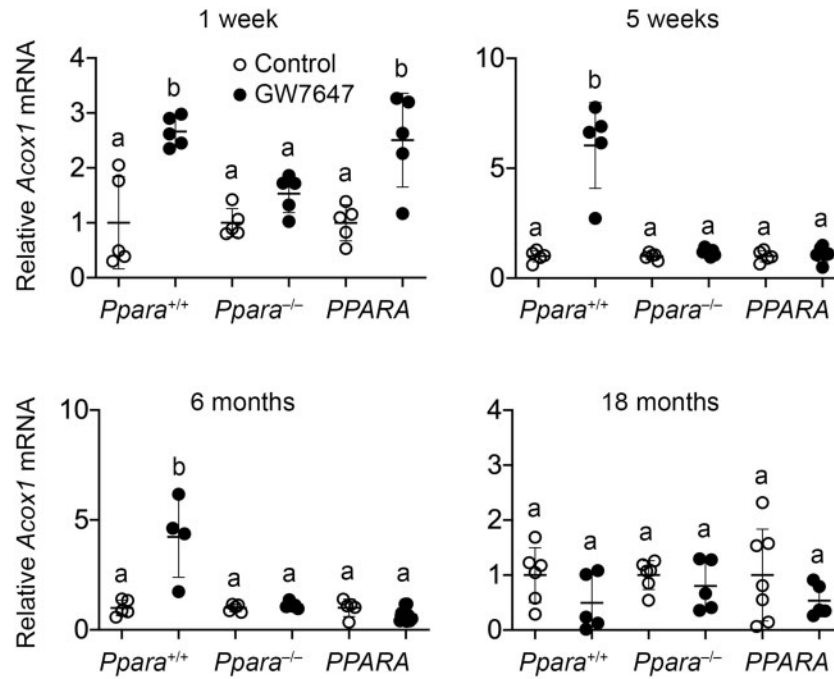 1 week
Relative Acox1 mRNA
4
3
2
1
0
Control
GW7647
a
b
a
a
a
b
Ppara+/+
Ppara−/−
PPARA
5 weeks
10
5
0
a
b
a
a
a
a
Ppara+/+
Ppara−/−
PPARA
6 months
Relative Acox1 mRNA
10
5
0
a
b
a
a
a
a
Ppara+/+
Ppara−/−
PPARA
18 months
4
3
2
1
0
a
a
a
a
a
a
Ppara+/+
Ppara−/−
PPARA